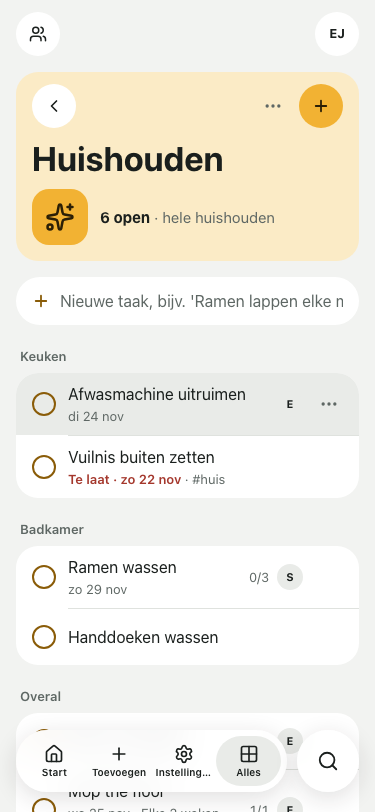 EJ
Huishouden
6 open · hele huishouden
Nieuwe taak, bijv. 'Ramen lappen elke
Keuken
Afwasmachine uitruimen
E
di 24 nov
Vuilnis buiten zetten
Te laat · zo 22 nov · #huis
Badkamer
Ramen wassen
0/3
S
zo 29 nov
Handdoeken wassen
Overal
E
Start
Toevoegen
Instelling...
Alles
Mop the floor
1/1
E